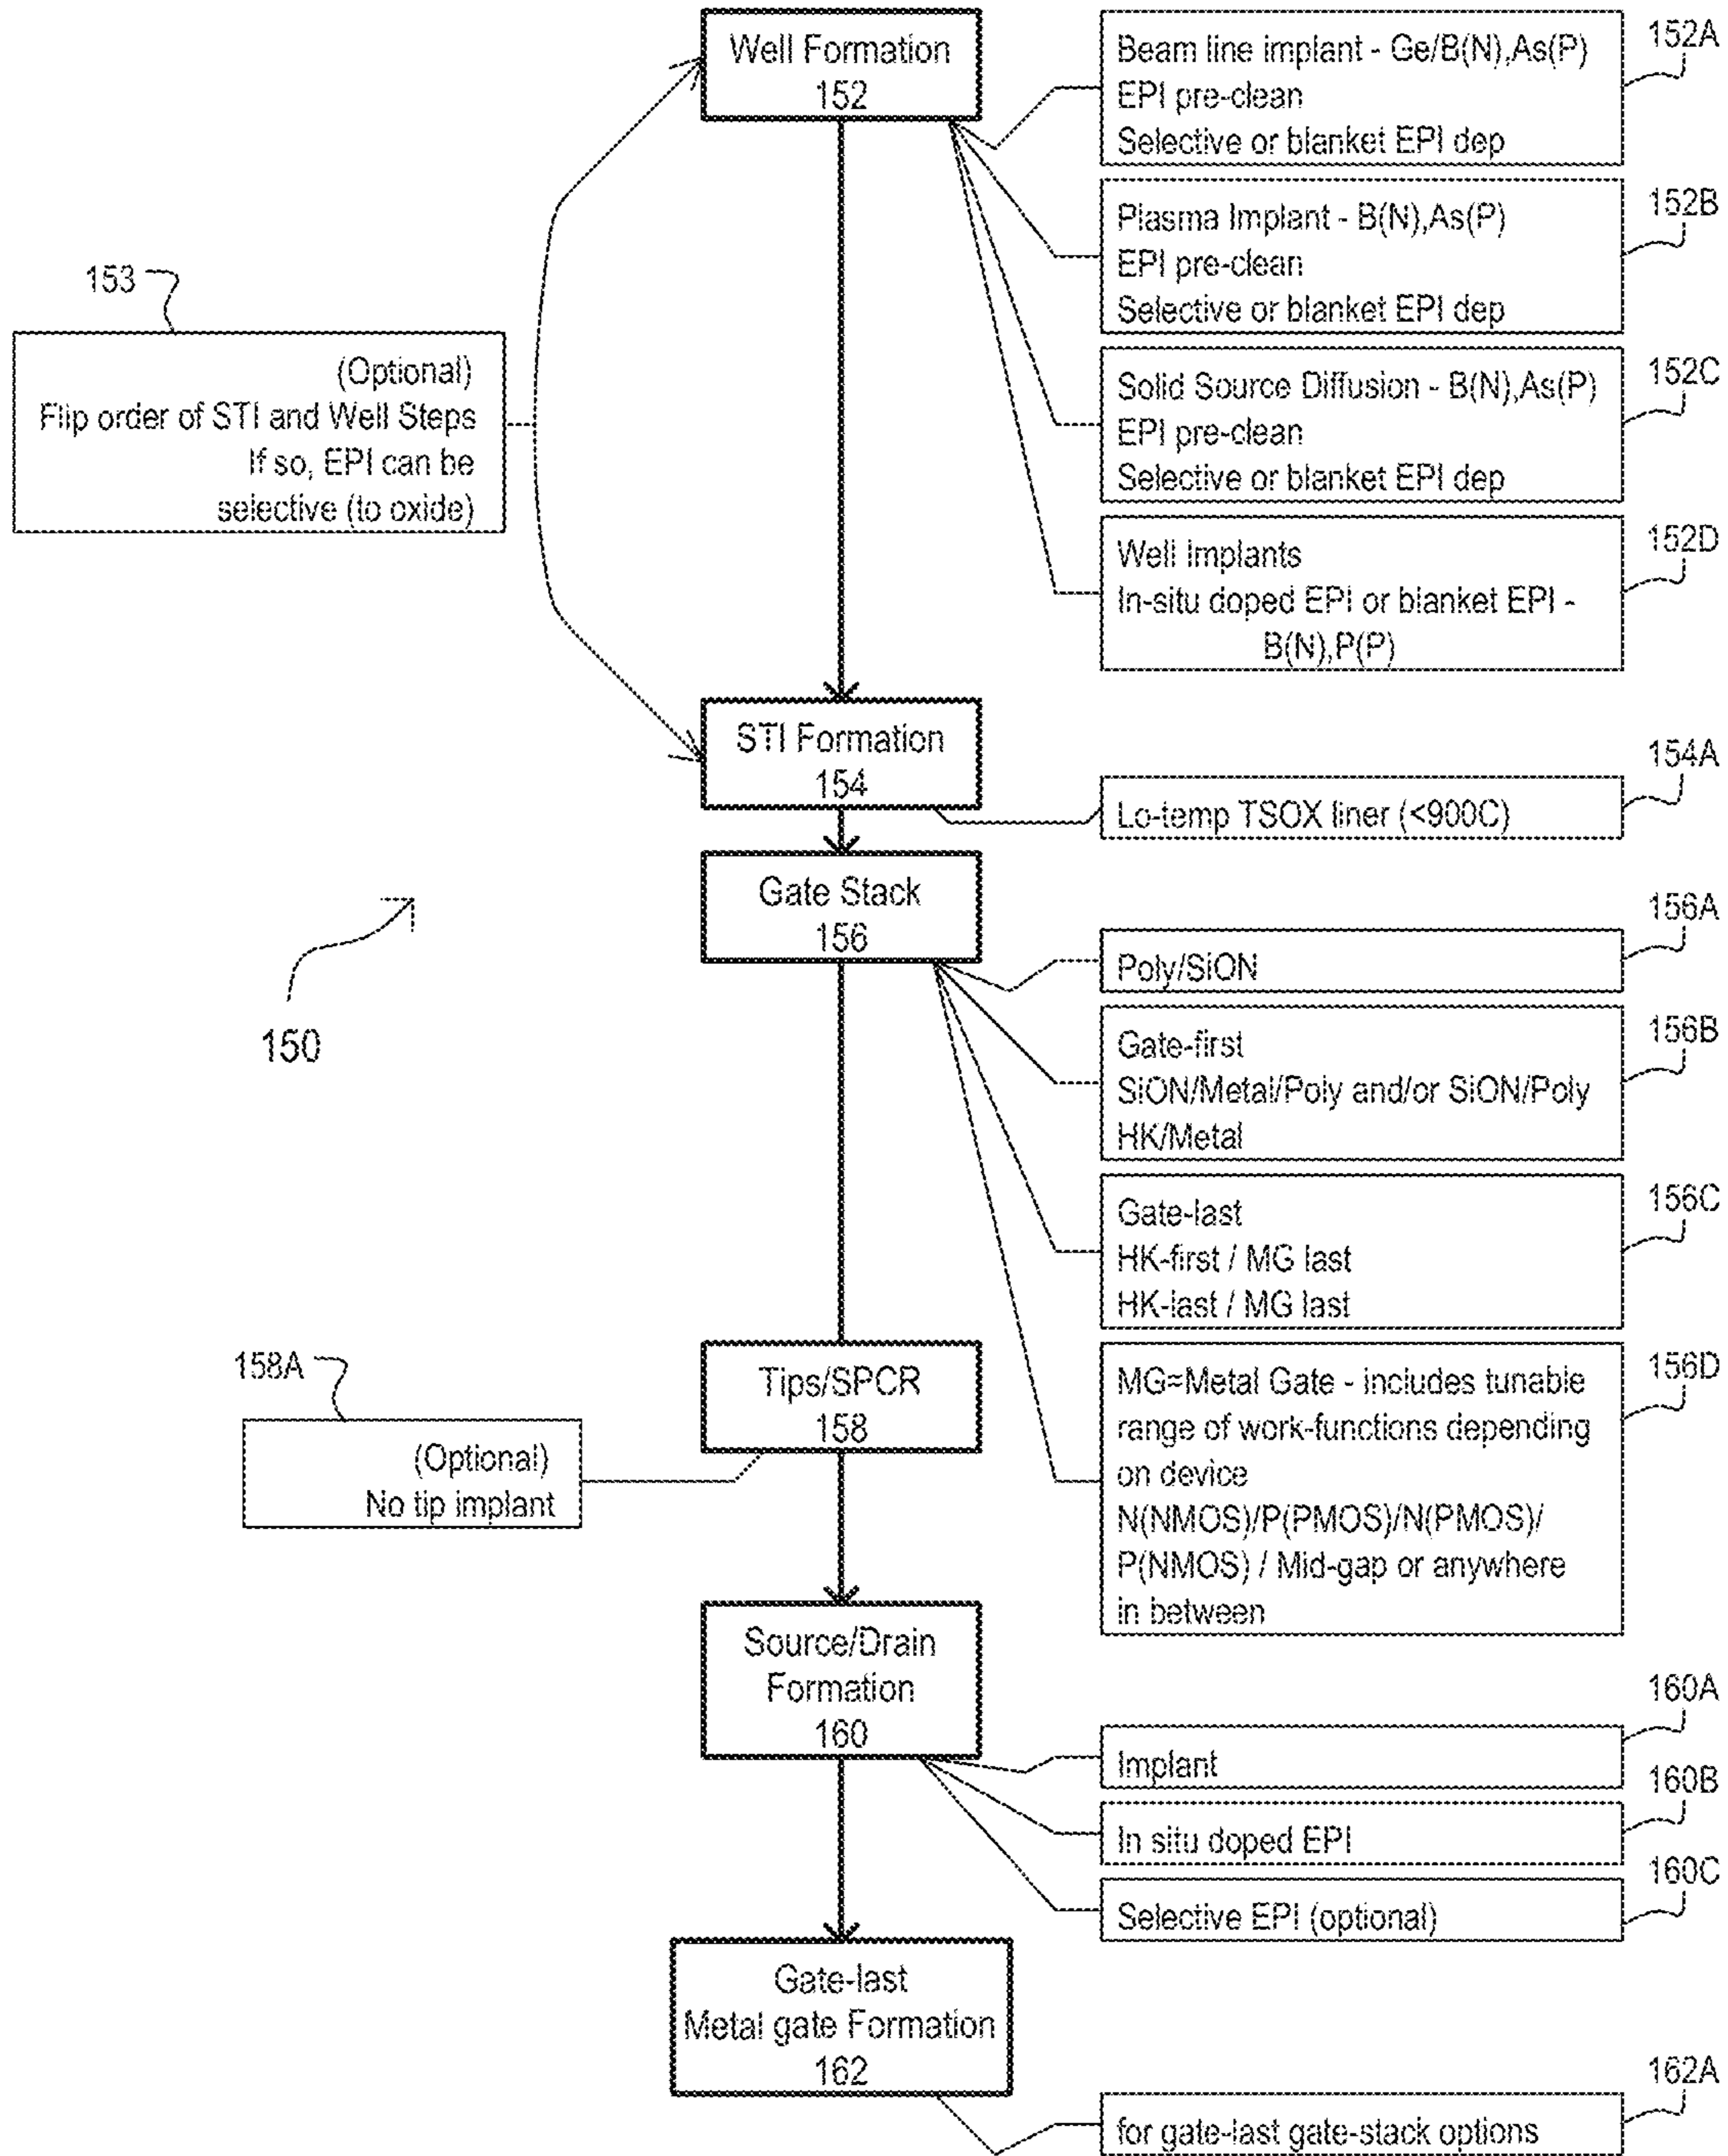 Well Formation
152
Beam line implant - Ge/B(N),As(P)
EPI pre-clean
Selective or blanket EPI dep
152A
Plasma Implant - B(N),As(P)
EPI pre-clean
Selective or blanket EPI dep
152B
153
(Optional)
Flip order of STI and Well Steps
If so, EPI can be
selective (to oxide)
Solid Source Diffusion - B(N),As(P)
EPI pre-clean
Selective or blanket EPI dep
152C
Well Implants
In-situ doped EPI or blanket EPI -
B(N),P(P)
152D
STI Formation
154
Lo-temp TSOX liner (<900C)
154A
Gate Stack
156
150
Poly/SiON
156A
Gate-first
SiON/Metal/Poly and/or SiON/Poly
HK/Metal
156B
Gate-last
HK-first / MG last
HK-last / MG last
156C
Tips/SPCR
158
158A
(Optional)
No tip implant
MG=Metal Gate - includes tunable
range of work-functions depending
on device
N(NMOS)/P(PMOS)/N(PMOS)/
P(NMOS) / Mid-gap or anywhere
in between
156D
Source/Drain
Formation
160
Implant
160A
In situ doped EPI
160B
Selective EPI (optional)
160C
Gate-last
Metal gate Formation
162
for gate-last gate-stack options
162A